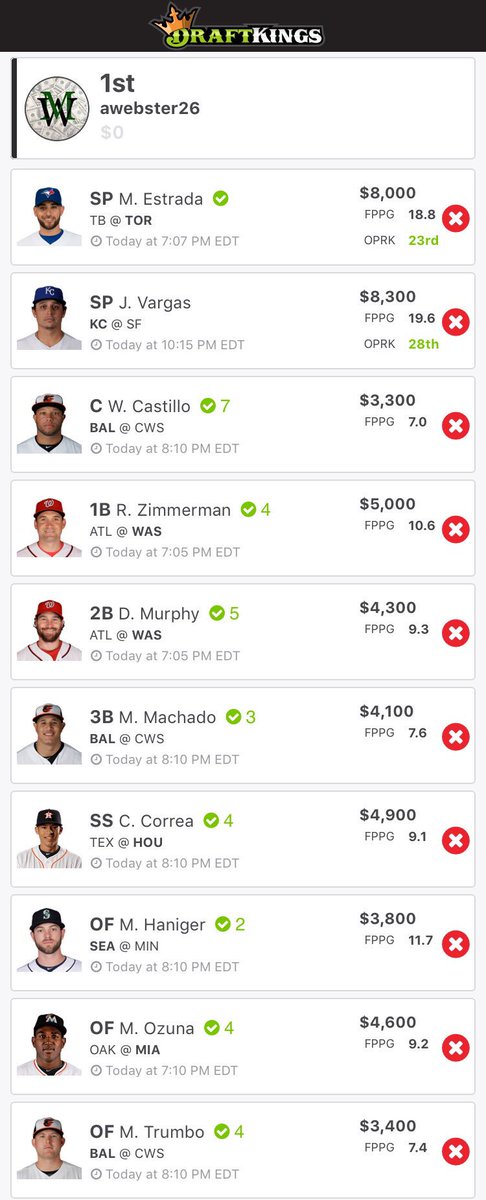 DRAFTKINGS
1st
awebster26
$0
SP M. Estrada
TB @ TOR
Today at 7:07 PM EDT
$8,000
FPPG 18.8
OPRK 23rd
SP J. Vargas
KC @ SF
Today at 10:15 PM EDT
$8,300
FPPG 19.6
OPRK 28th
C W. Castillo 7
BAL @ CWS
Today at 8:10 PM EDT
$3,300
FPPG 7.0
1B R. Zimmerman 4
ATL @ WAS
Today at 7:05 PM EDT
$5,000
FPPG 10.6
2B D. Murphy 5
ATL @ WAS
Today at 7:05 PM EDT
$4,300
FPPG 9.3
3B M. Machado 3
BAL @ CWS
Today at 8:10 PM EDT
$4,100
FPPG 7.6
SS C. Correa 4
TEX @ HOU
Today at 8:10 PM EDT
$4,900
FPPG 9.1
OF M. Haniger 2
SEA @ MIN
Today at 8:10 PM EDT
$3,800
FPPG 11.7
OF M. Ozuna 4
OAK @ MIA
Today at 7:10 PM EDT
$4,600
FPPG 9.2
OF M. Trumbo 4
BAL @ CWS
Today at 8:10 PM EDT
$3,400
FPPG 7.4